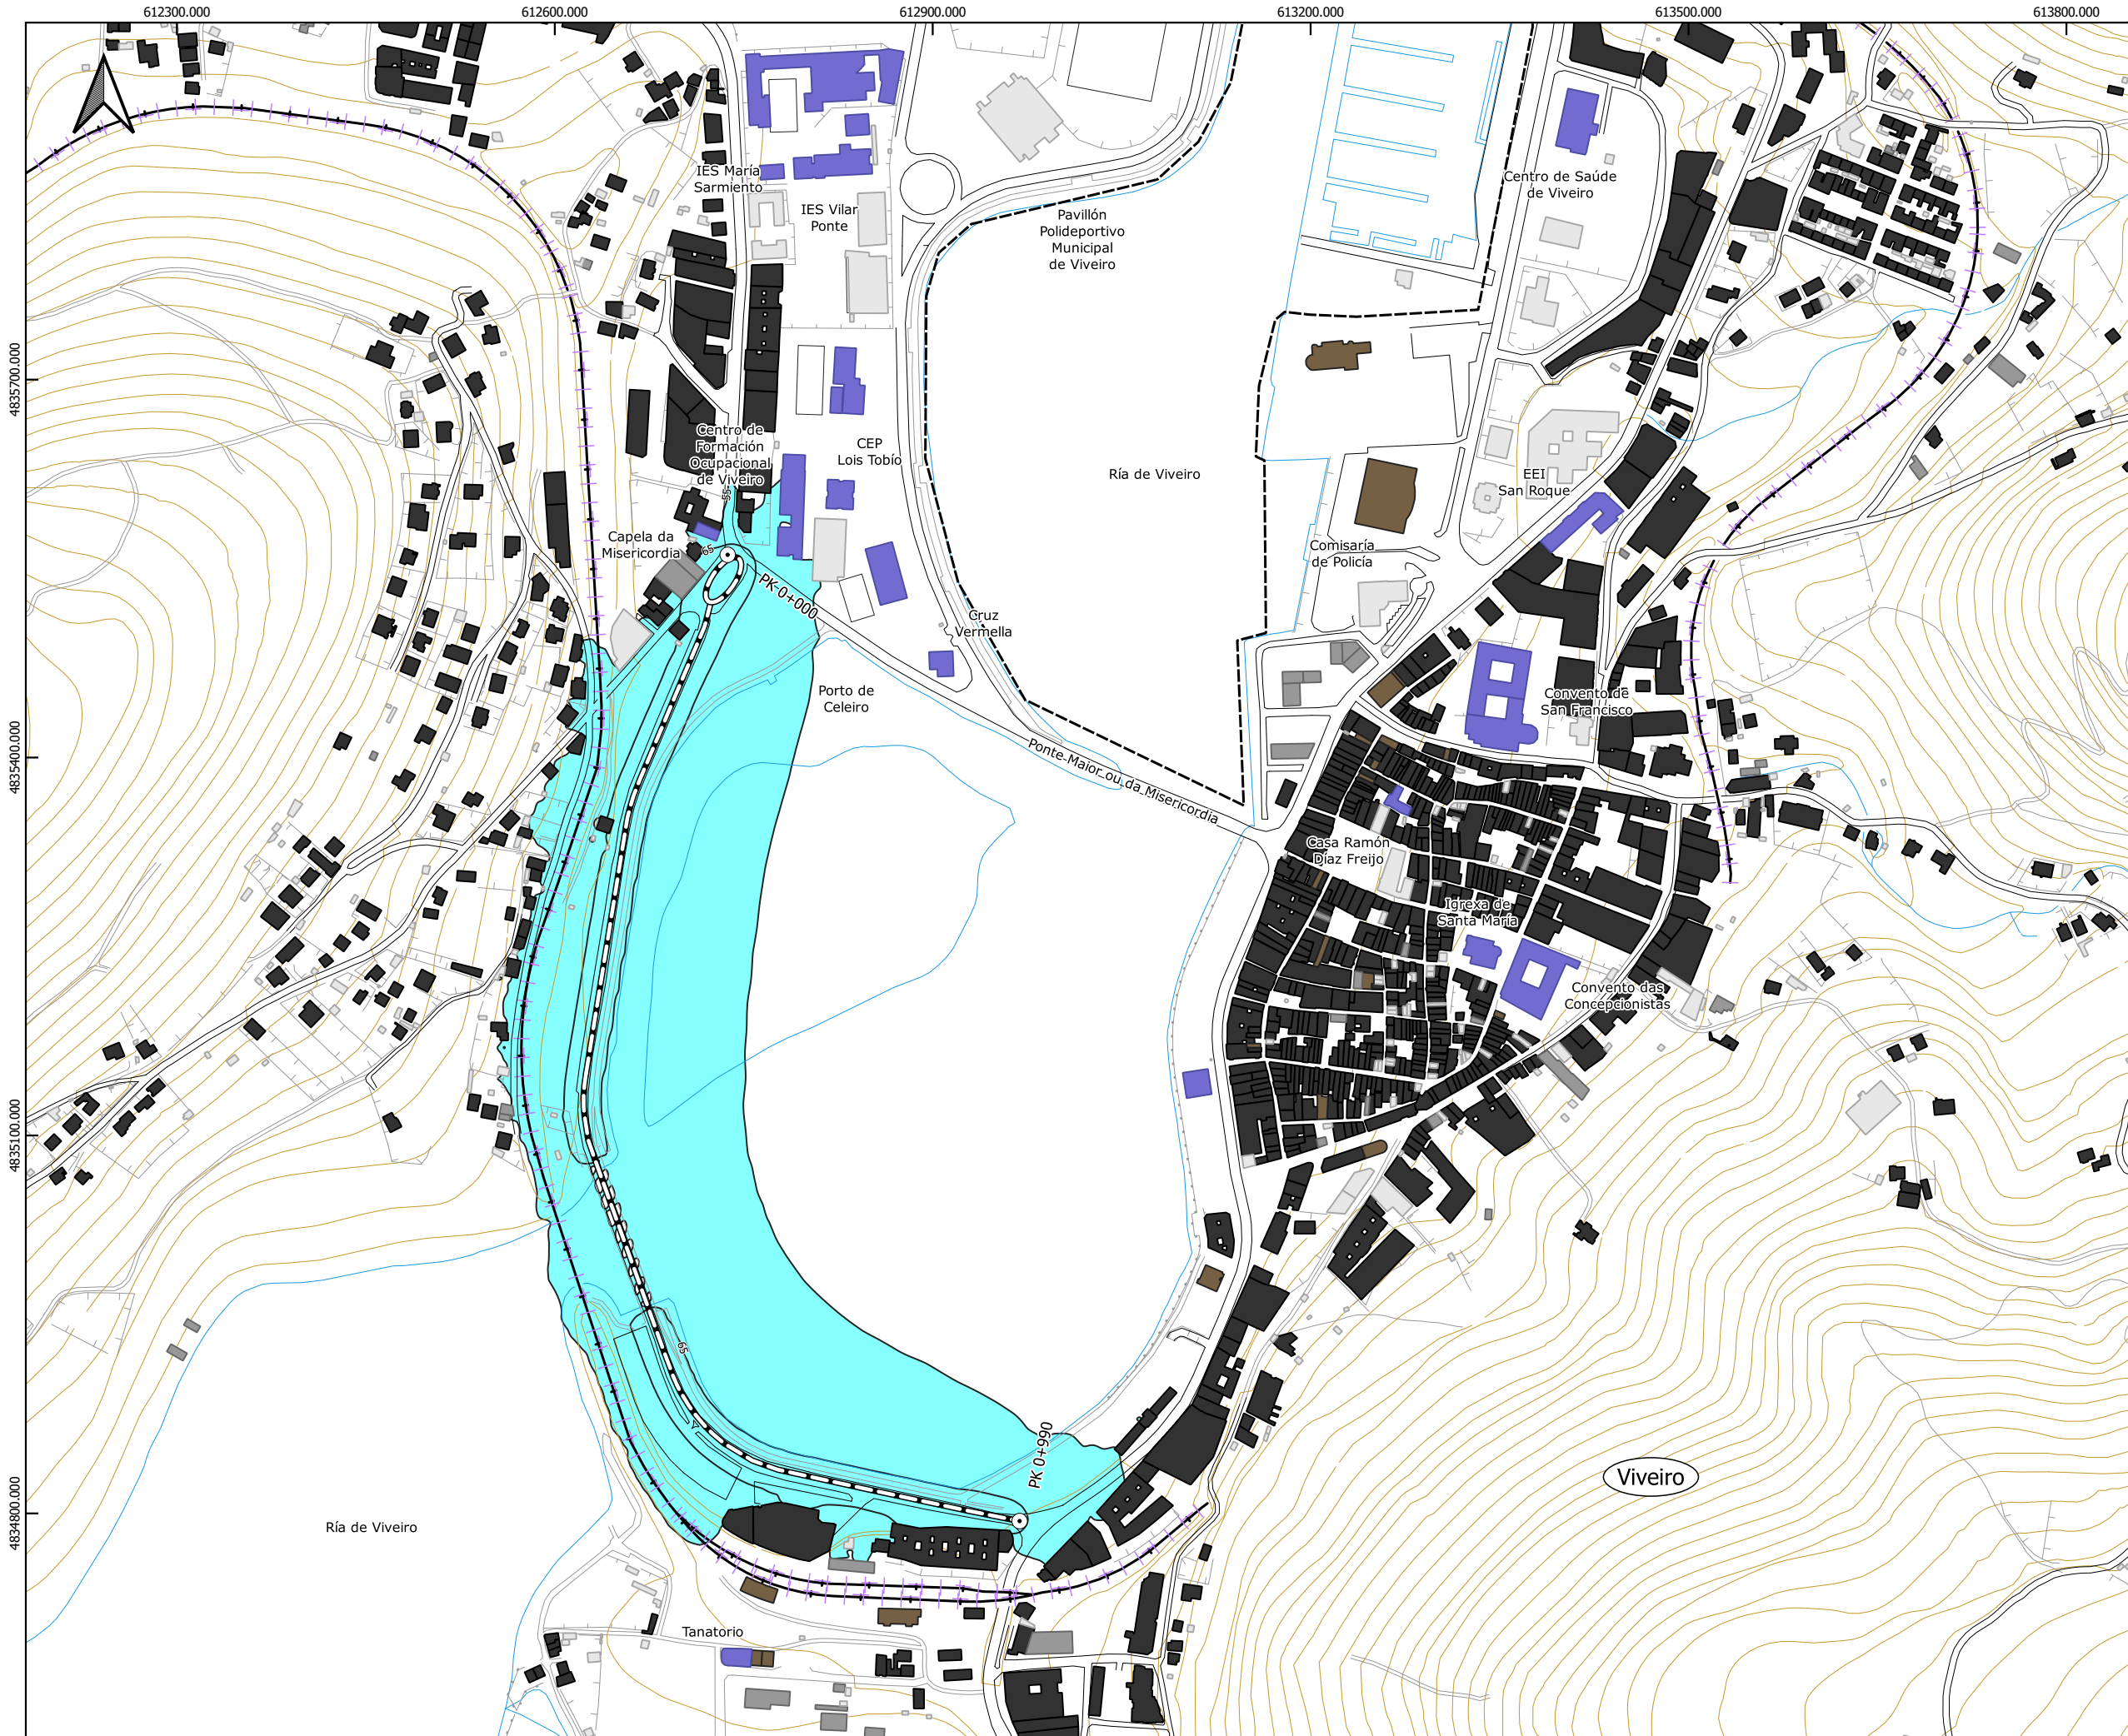 612300.000
612600.000
612900.000
613200.000
613500.000
613800.000
4835700.000
4835400.000
4835100.000
4834800.000
IES María
Sarmiento
IES Vilar
Ponte
Pavillón
Polideportivo
Municipal
de Viveiro
Centro de Saúde
de Viveiro
Centro de
Formación
Ocupacional
de Viveiro
55
CEP
Lois Tobío
Ría de Viveiro
EEI
San Roque
Capela da
Misericordia
65
Comisaría
de Policía
PK 0+000
Cruz
Vermella
Porto de
Celeiro
Convento de
San Francisco
Ponte Maior ou da Misericordia
Casa Ramón
Díaz Freijo
Igrexa de
Santa María
Convento das
Concepcionistas
65
PK 0+990
Viveiro
Ría de Viveiro
Tanatorio